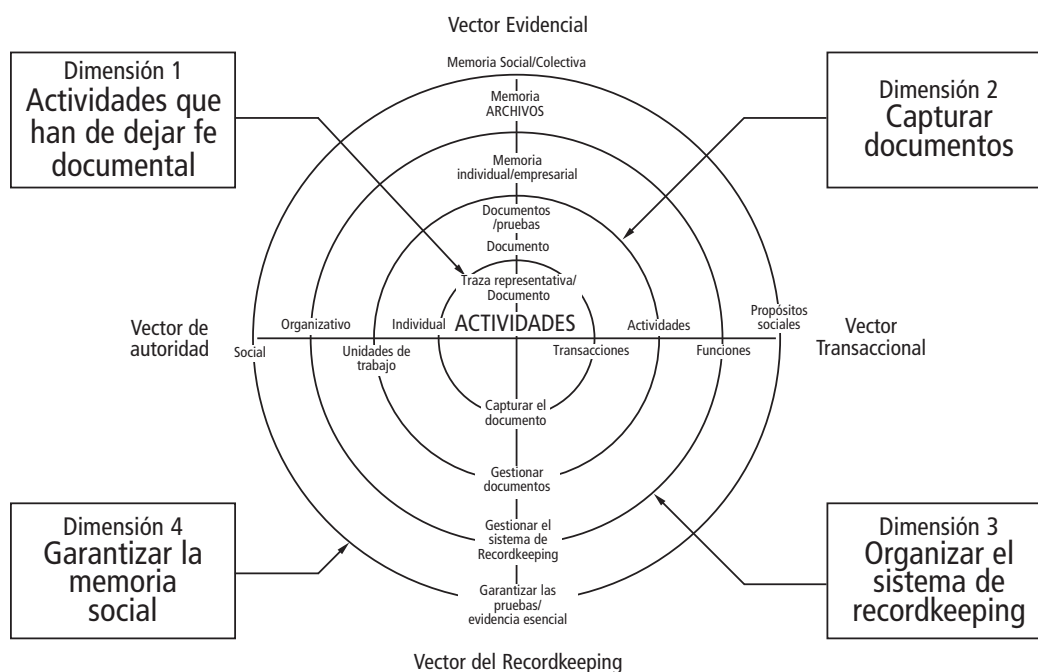 Vector Evidencial
Dimensión 1
Actividades que
han de dejar fe
documental
Memoria Social/Colectiva
Dimensión 2
Capturar
documentos
Memoria
ARCHIVOS
Memoria
individual/empresarial
Documentos
/pruebas
Documento
Traza representativa/
Documento
Vector de
autoridad
Social
Organizativo
Unidades de
trabajo
Individual
ACTIVIDADES
Transacciones
Actividades
Funciones
Propósitos
sociales
Vector
Transaccional
Capturar el
documento
Gestionar
documentos
Gestionar el
sistema de
Recordkeeping
Garantizar las
pruebas/
evidencia esencial
Dimensión 4
Garantizar la
memoria
social
Dimensión 3
Organizar el
sistema de
recordkeeping
Vector del Recordkeeping